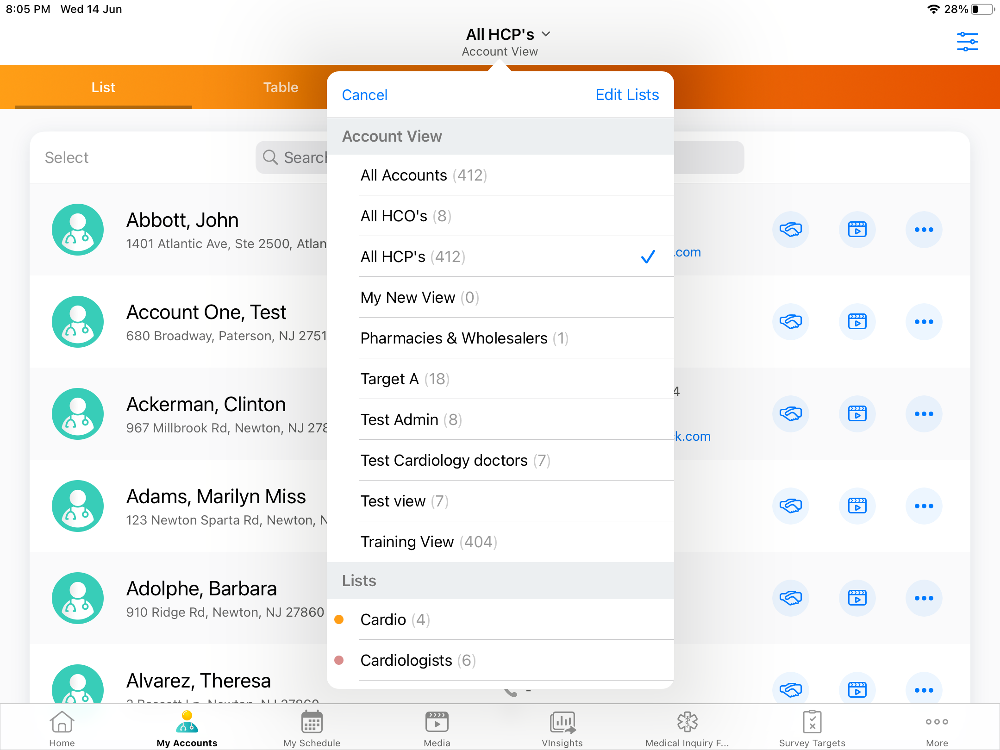 8:05 PM Wed 14 Jun 28%
All HCP's
Account View
List Table
Cancel Edit Lists
Account View
Select
Search
All Accounts (412)
All HCO's (8)
All HCP's (412)
My New View (0)
Pharmacies & Wholesalers (1)
Target A (18)
Test Admin (8)
Test Cardiology doctors (7)
Test view (7)
Training View (404)
Lists
Cardio (4)
Cardiologists (6)
Abbott, John
1401 Atlantic Ave, Ste 2500, Atlan
.com
Account One, Test
680 Broadway, Paterson, NJ 2751
4
Ackerman, Clinton
967 Millbrook Rd, Newton, NJ 278
k.com
Adams, Marilyn Miss
123 Newton Sparta Rd, Newton, N
Adolphe, Barbara
910 Ridge Rd, Newton, NJ 27860
Alvarez, Theresa
-
Home My Accounts My Schedule Media VInsights Medical Inquiry F... Survey Targets More